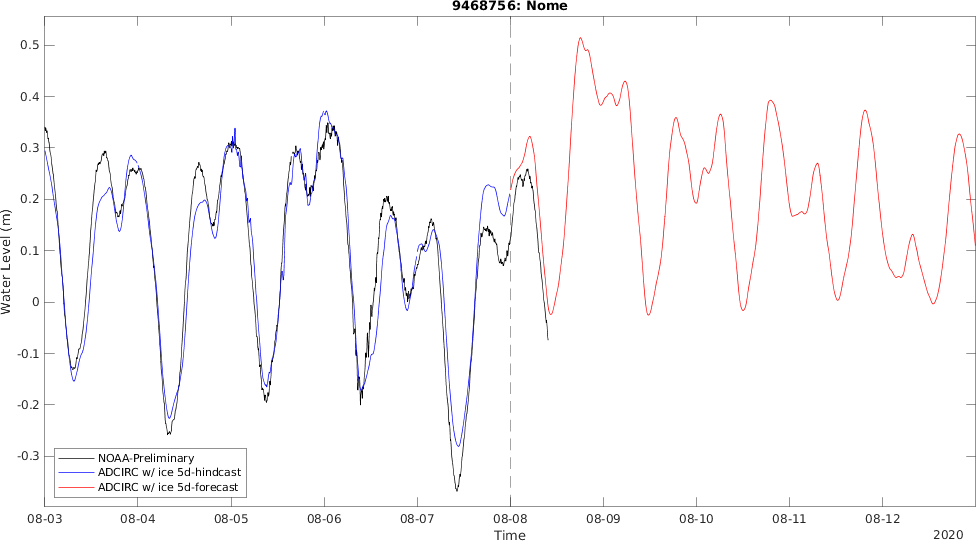 9468756: Nome
0.5
0.4
0.3
0.2
0.1
0
-0.1
-0.2
-0.3
Water Level (m)
NOAA-Preliminary
ADCIRC w/ ice 5d-hindcast
ADCIRC w/ ice 5d-forecast
08-03 08-04 08-05 08-06 08-07 08-08 08-09 08-10 08-11 08-12
Time
2020